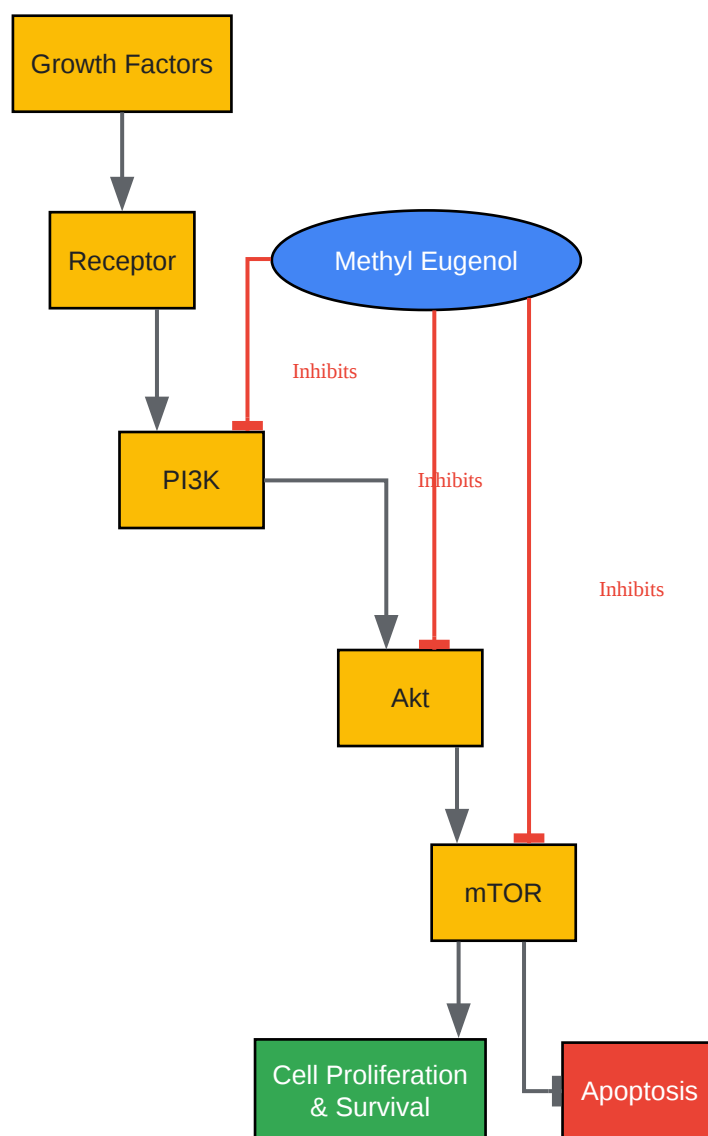 Growth Factors
Receptor
Methyl Eugenol
Inhibits
PI3K
Inhibits
Inhibits
Akt
mTOR
Cell Proliferation
& Survival
Apoptosis